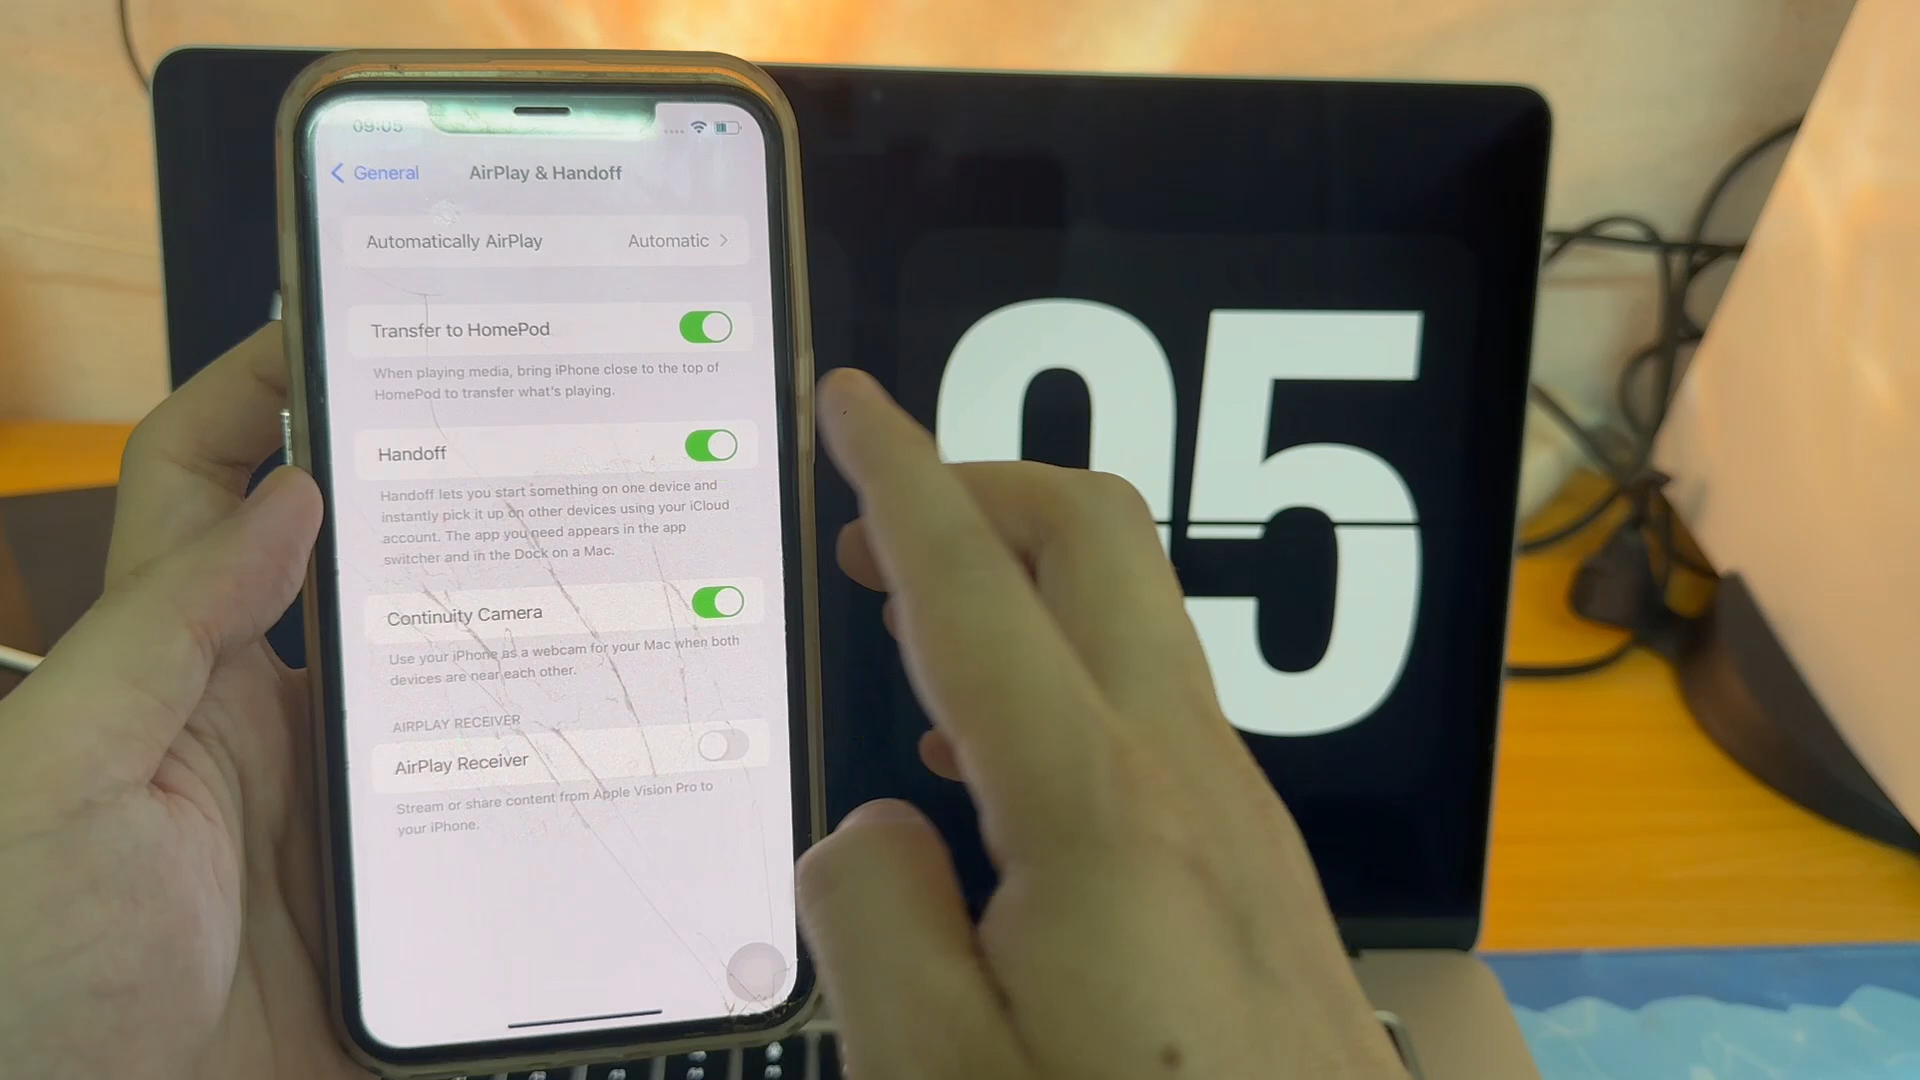 09:05
General
AirPlay & Handoff
Automatically AirPlay
Automatic
Transfer to HomePod
When playing media, bring iPhone close to the top of
HomePod to transfer what's playing.
Handoff
Handoff lets you start something on one device and
instantly pick it up on other devices using your iCloud
account. The app you need appears in the app
switcher and in the Dock on a Mac.
Continuity Camera
Use your iPhone as a webcam for your Mac when both
devices are near each other.
AIRPLAY RECEIVER
AirPlay Receiver
Stream or share content from Apple Vision Pro to
your iPhone.
05